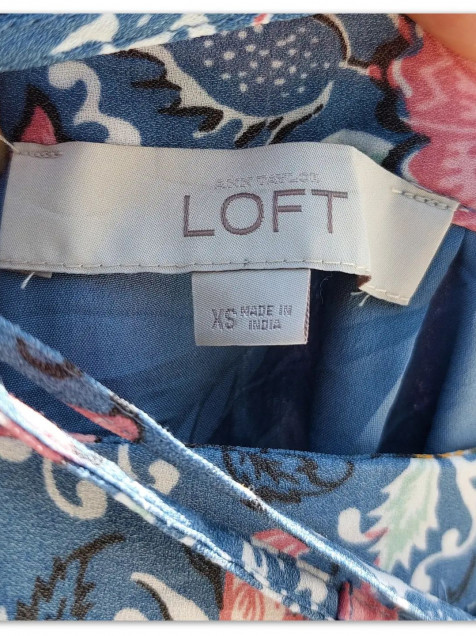 ANN TAYLOR
LOFT
XS MADE IN
INDIA